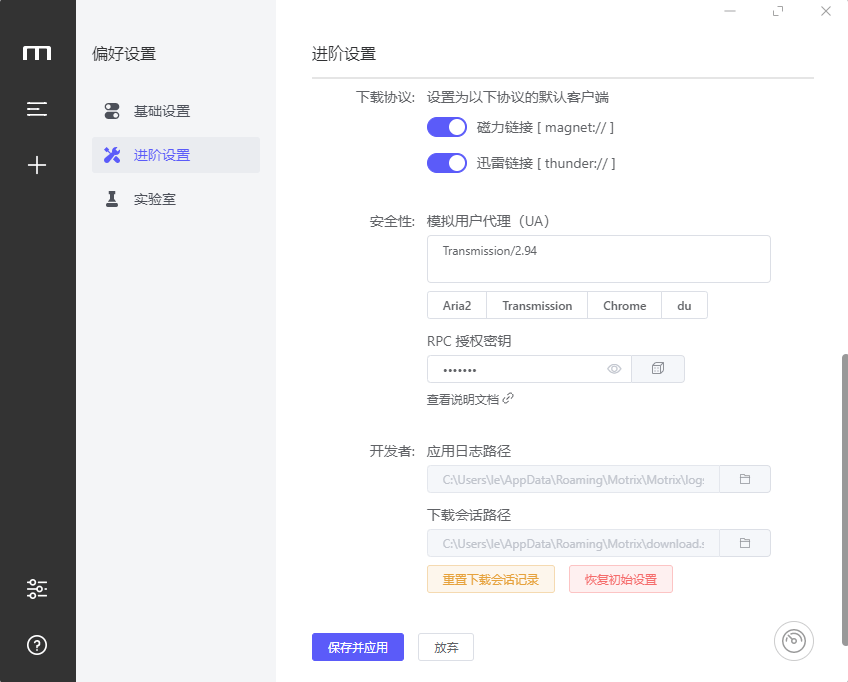 偏好设置
基础设置
进阶设置
实验室
进阶设置
下载协议: 设置为以下协议的默认客户端
磁力链接 [ magnet:// ]
迅雷链接 [ thunder:// ]
安全性: 模拟用户代理（UA）
Transmission/2.94
Aria2 Transmission Chrome du
RPC 授权密钥
•••••••
查看说明文档
开发者: 应用日志路径
C:\Users\le\AppData\Roaming\Motrix\Motrix\logs
下载会话路径
C:\Users\le\AppData\Roaming\Motrix\download.s
重置下载会话记录 恢复初始设置
保存并应用 放弃